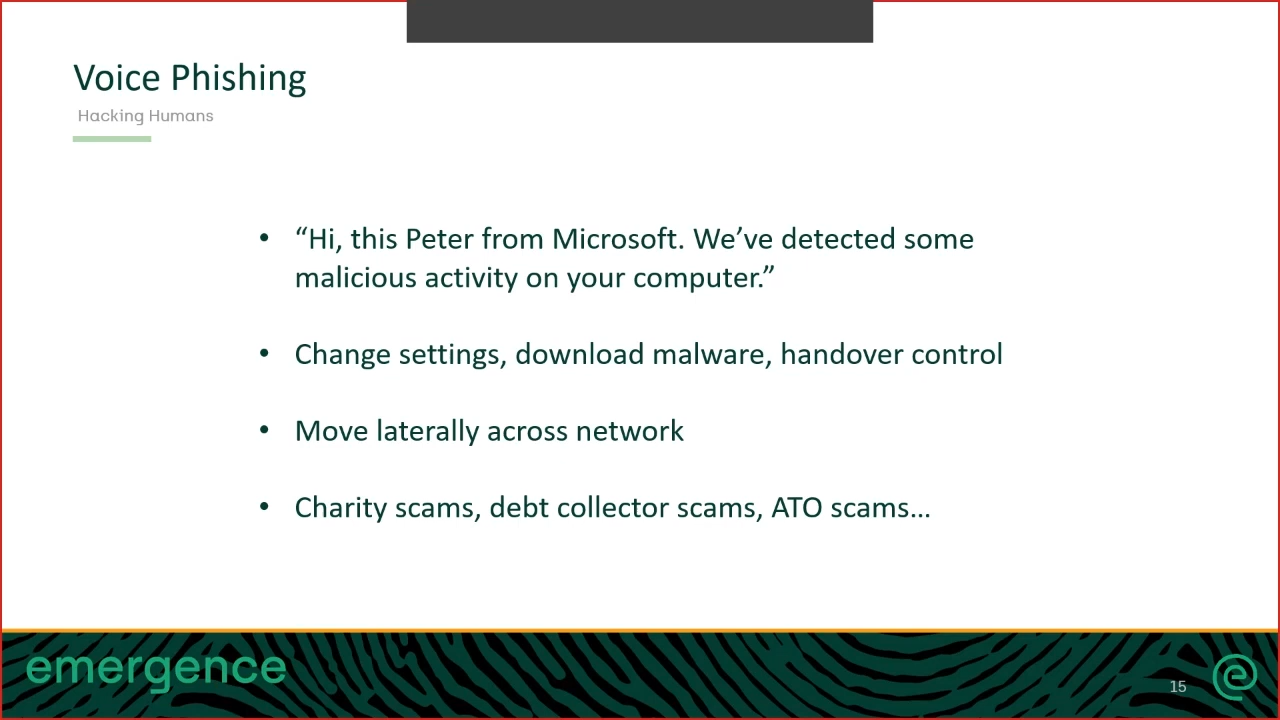 Voice Phishing
Hacking Humans
• “Hi, this Peter from Microsoft. We’ve detected some
malicious activity on your computer.”
• Change settings, download malware, handover control
• Move laterally across network
• Charity scams, debt collector scams, ATO scams…
emergence
15
e